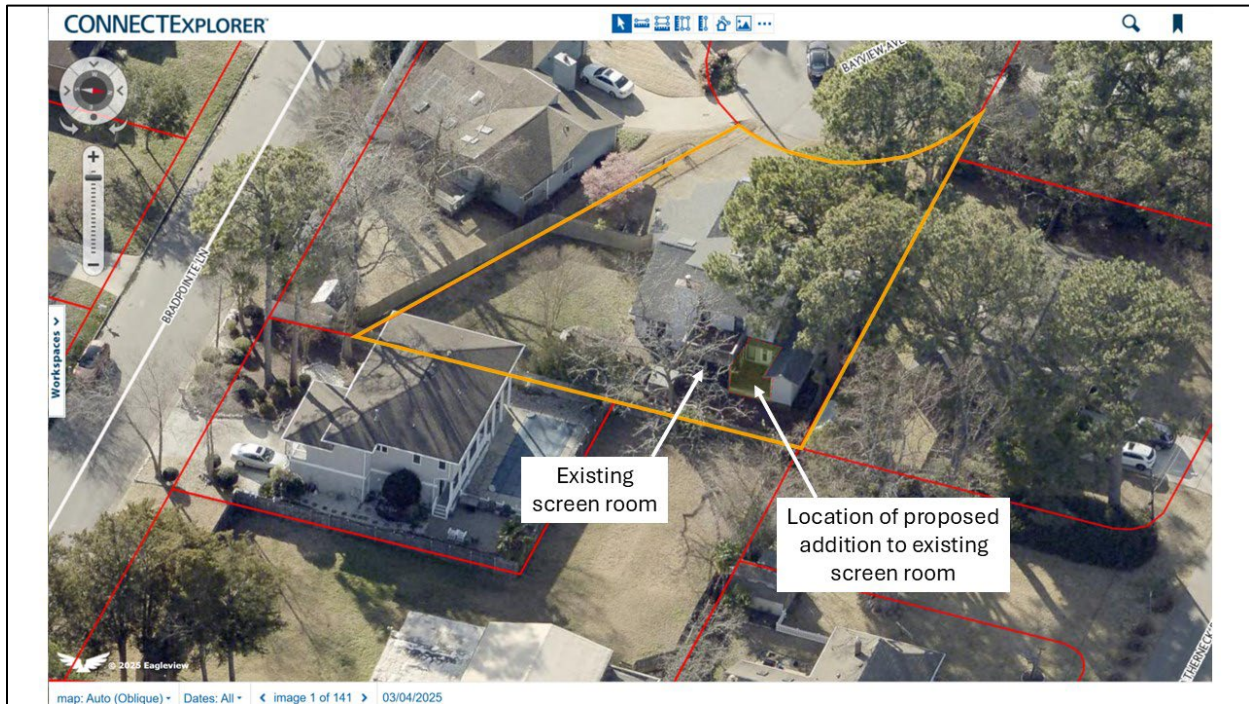 CONNECTEXPLORER™
BAYVIEW AVE
BRADPOINTE LN
Workspaces
Existing
screen room
Location of proposed
addition to existing
screen room
© 2025 Eagleview
map: Auto (Oblique) Dates: All image 1 of 141 03/04/2025